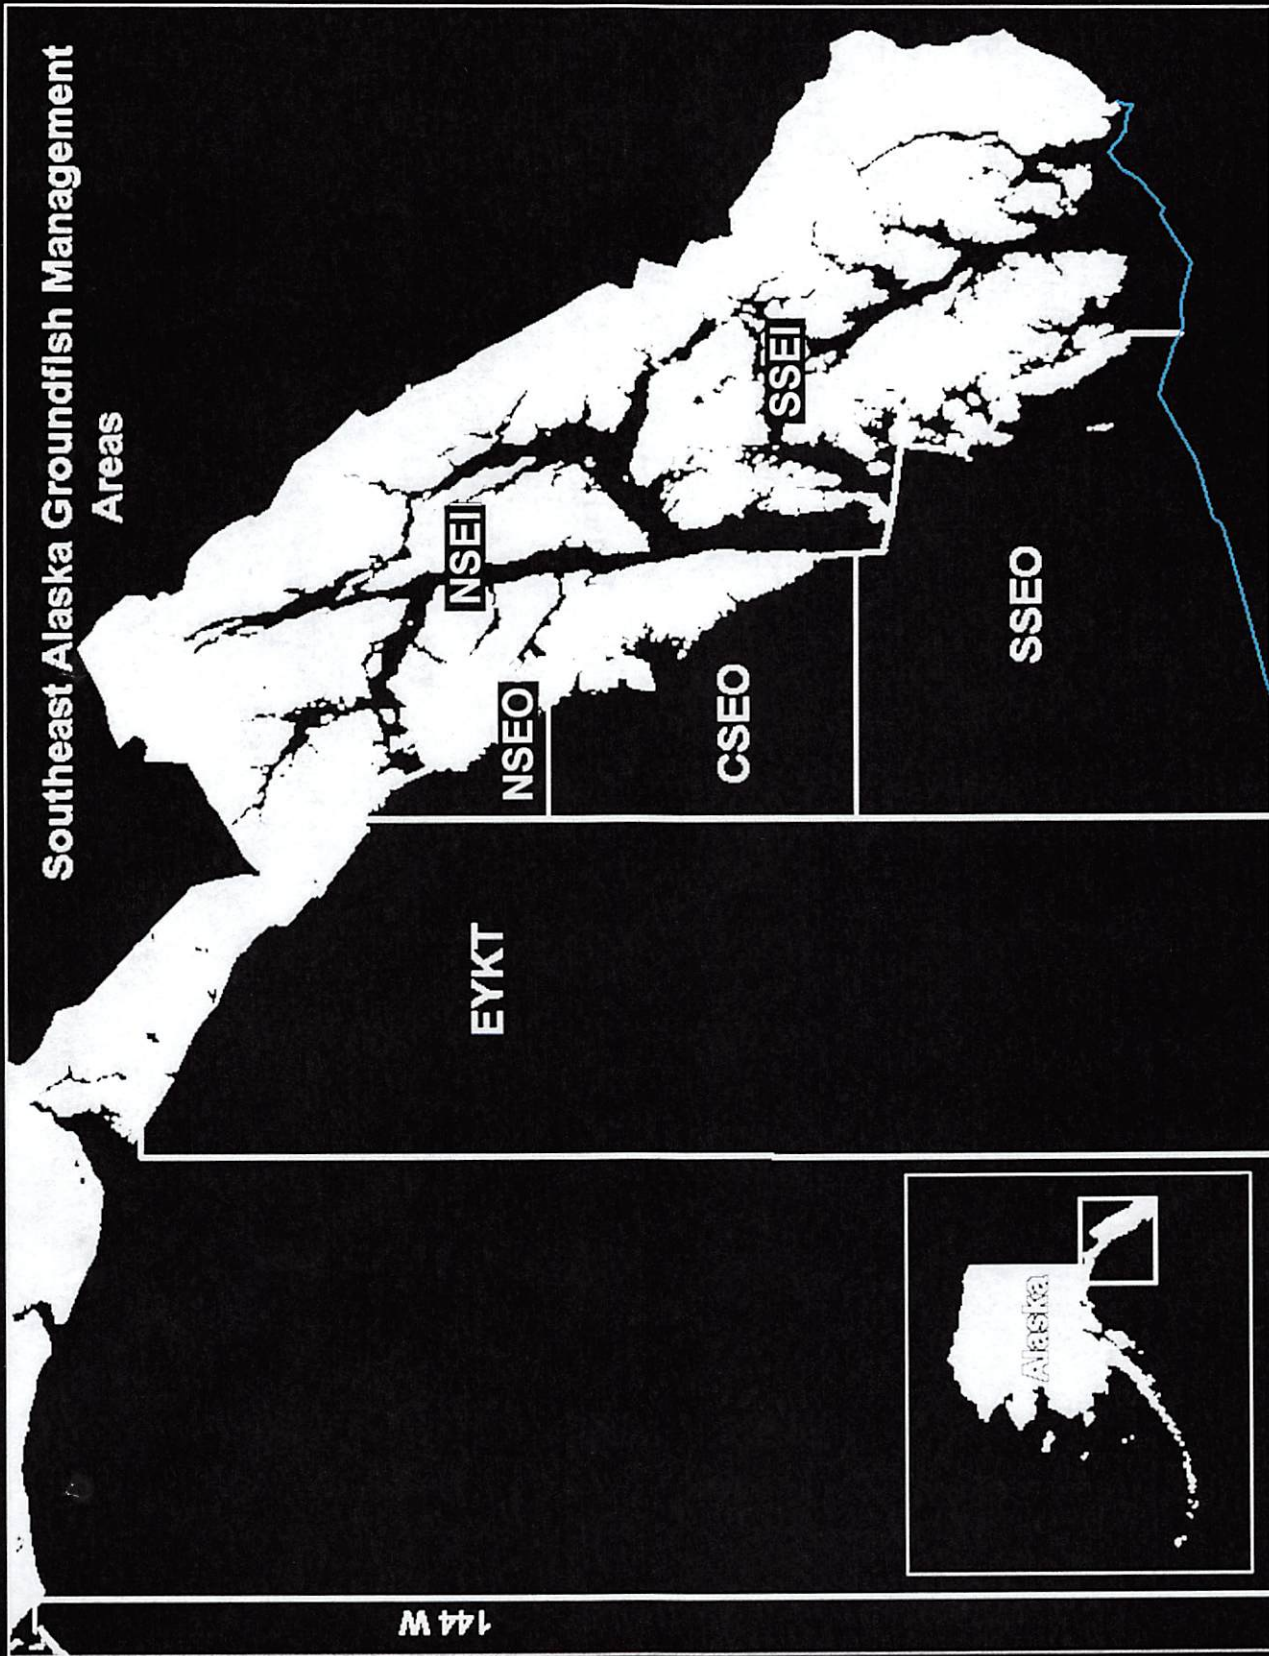 Southeast Alaska Groundfish Management
Areas
NSEI
SSEI
NSEO
CSEO
SSEO
EYKT
Alaska
144 W